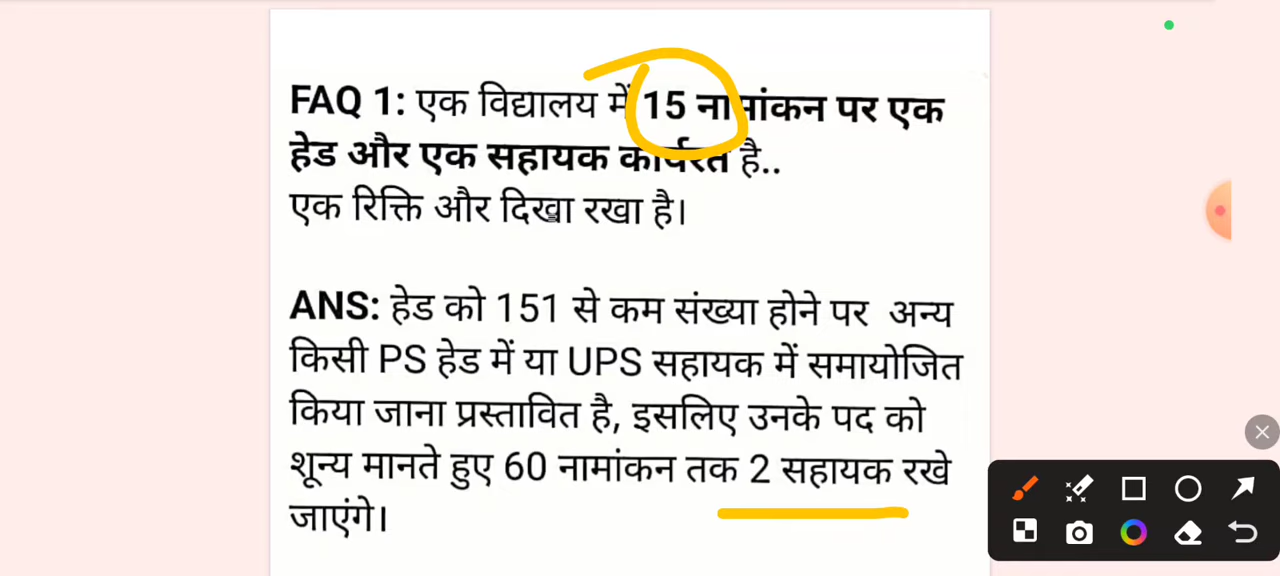 FAQ 1: एक विद्यालय में 15 नामांकन पर एक
हेड और एक सहायक कार्यरत है..
एक रिक्ति और दिखा रखा है।
ANS: हेड को 151 से कम संख्या होने पर अन्य
किसी PS हेड में या UPS सहायक में समायोजित
किया जाना प्रस्तावित है, इसलिए उनके पद को
शून्य मानते हुए 60 नामांकन तक 2 सहायक रखे
जाएंगे।